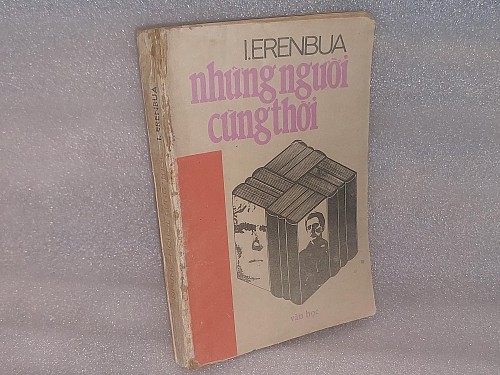 I. ERENBUA
I.ERENBUA
những người
cùng thời
văn học